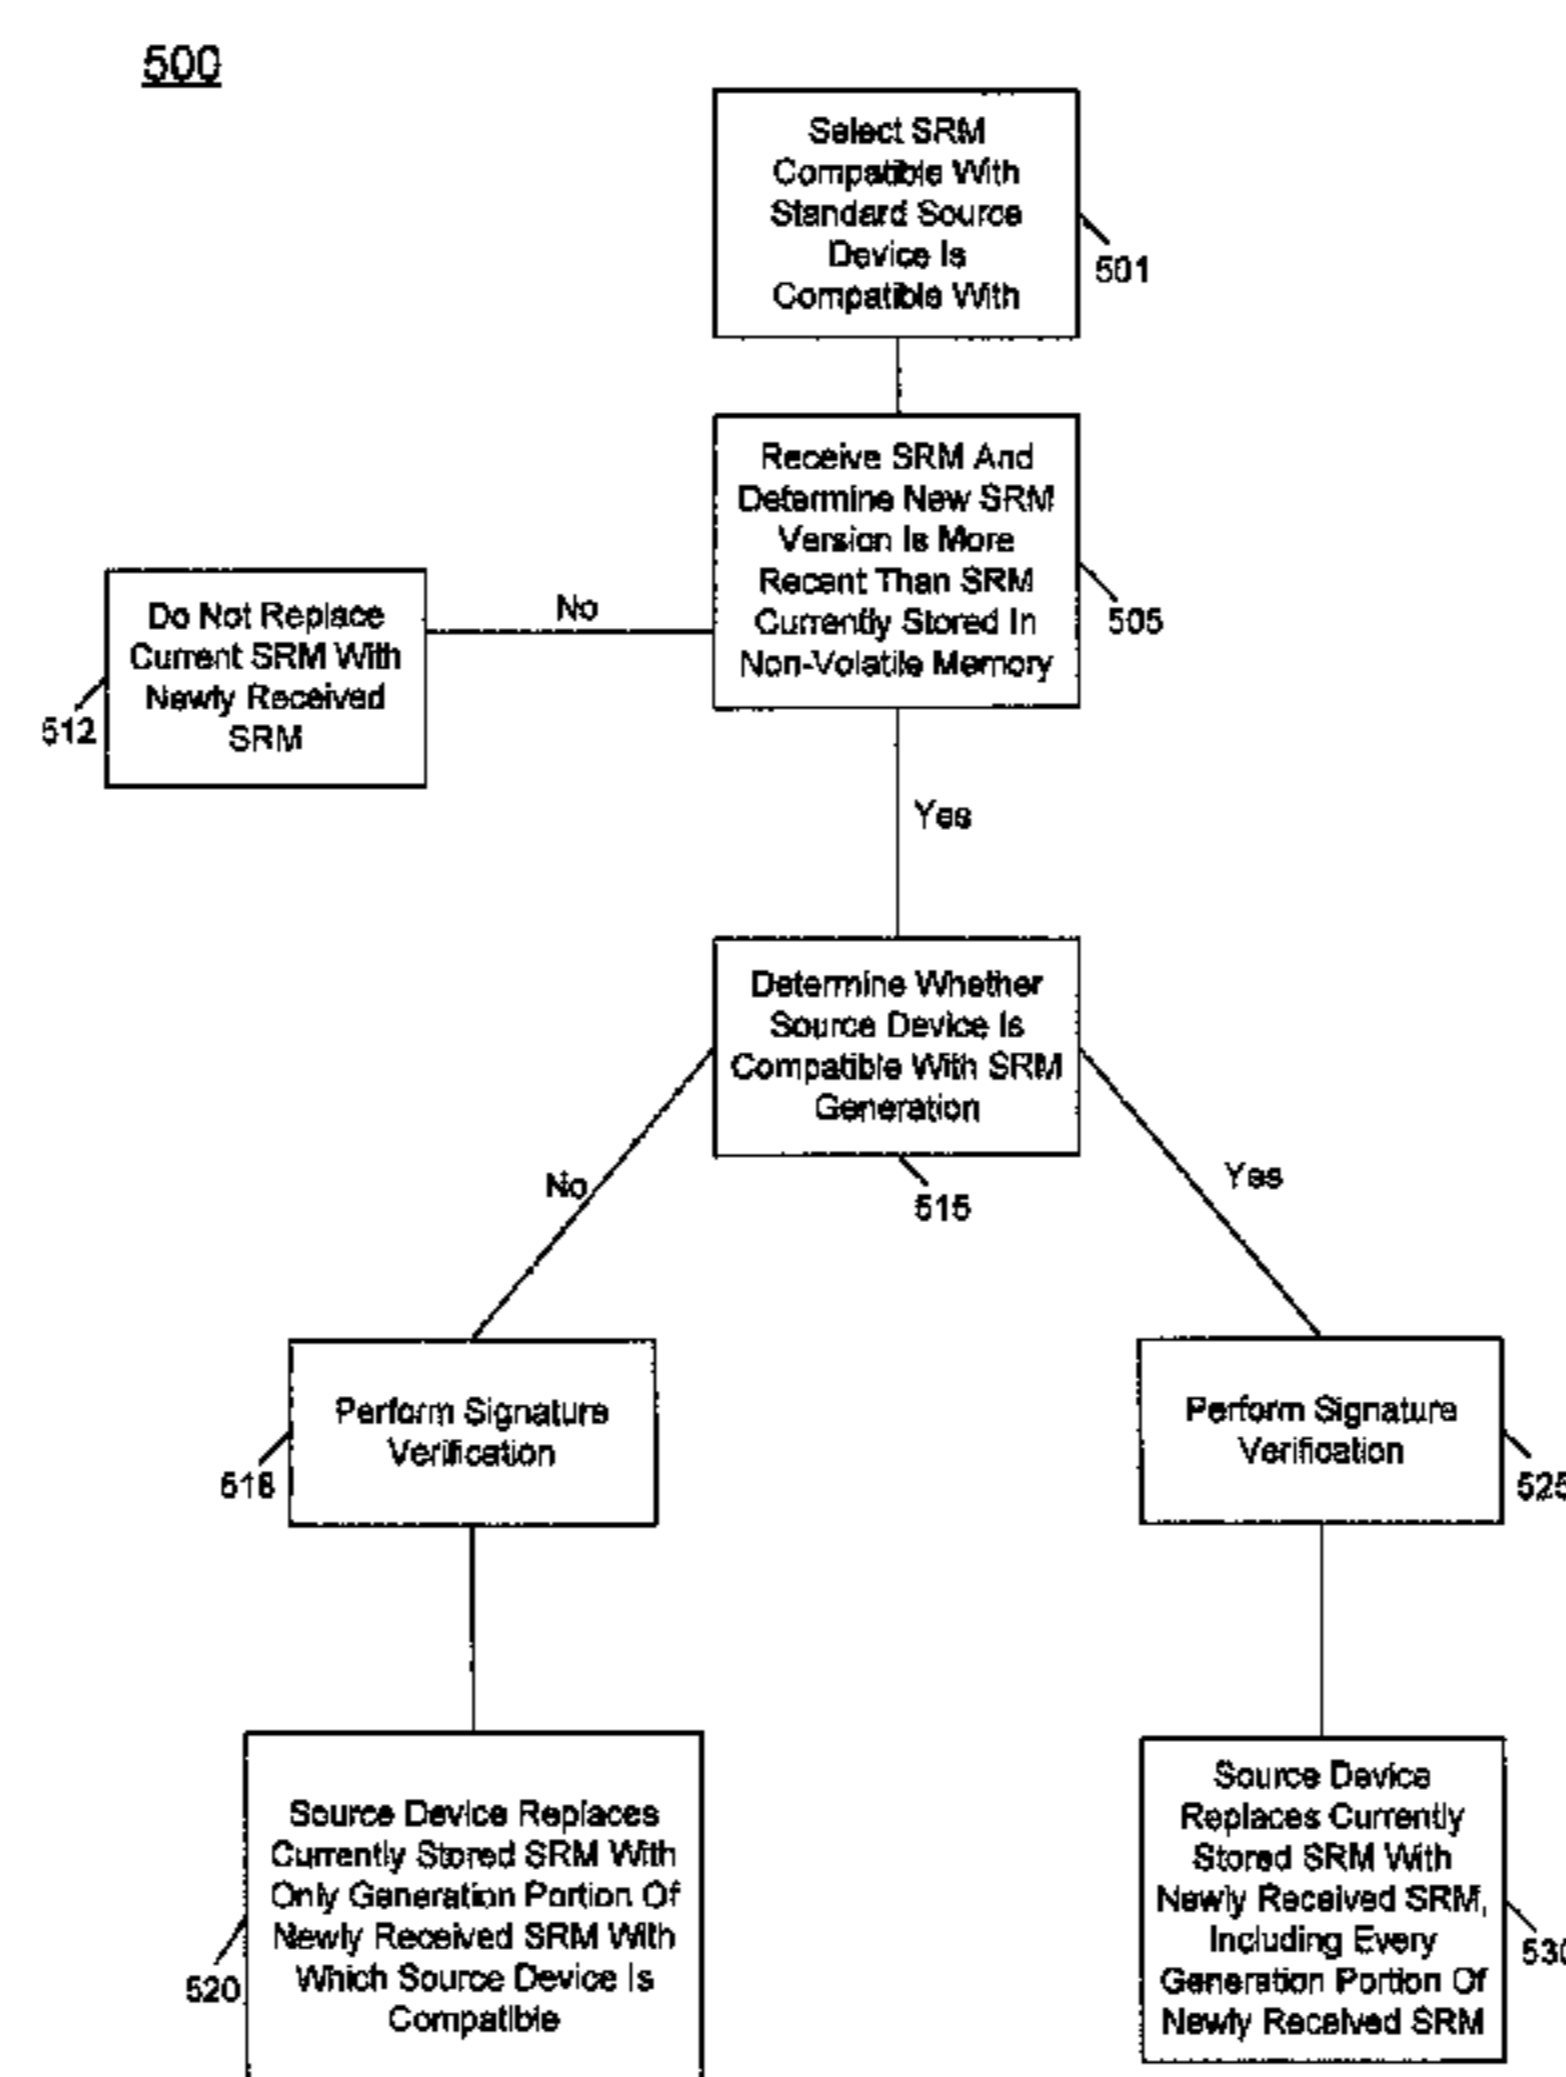 500
Select SRM
Compatible With
Standard Source
Device Is
Compatible With
501
Receive SRM And
Determine New SRM
Version Is More
Recent Than SRM
Currently Stored In
Non-Volatile Memory
505
No
Do Not Replace
Current SRM With
Newly Received
SRM
512
Yes
Determine Whether
Source Device Is
Compatible With SRM
Generation
515
No
Yes
Perform Signature
Verification
518
Perform Signature
Verification
525
Source Device Replaces
Currently Stored SRM With
Only Generation Portion Of
Newly Received SRM With
Which Source Device Is
Compatible
520
Source Device
Replaces Currently
Stored SRM With
Newly Received SRM,
Including Every
Generation Portion Of
Newly Received SRM
530